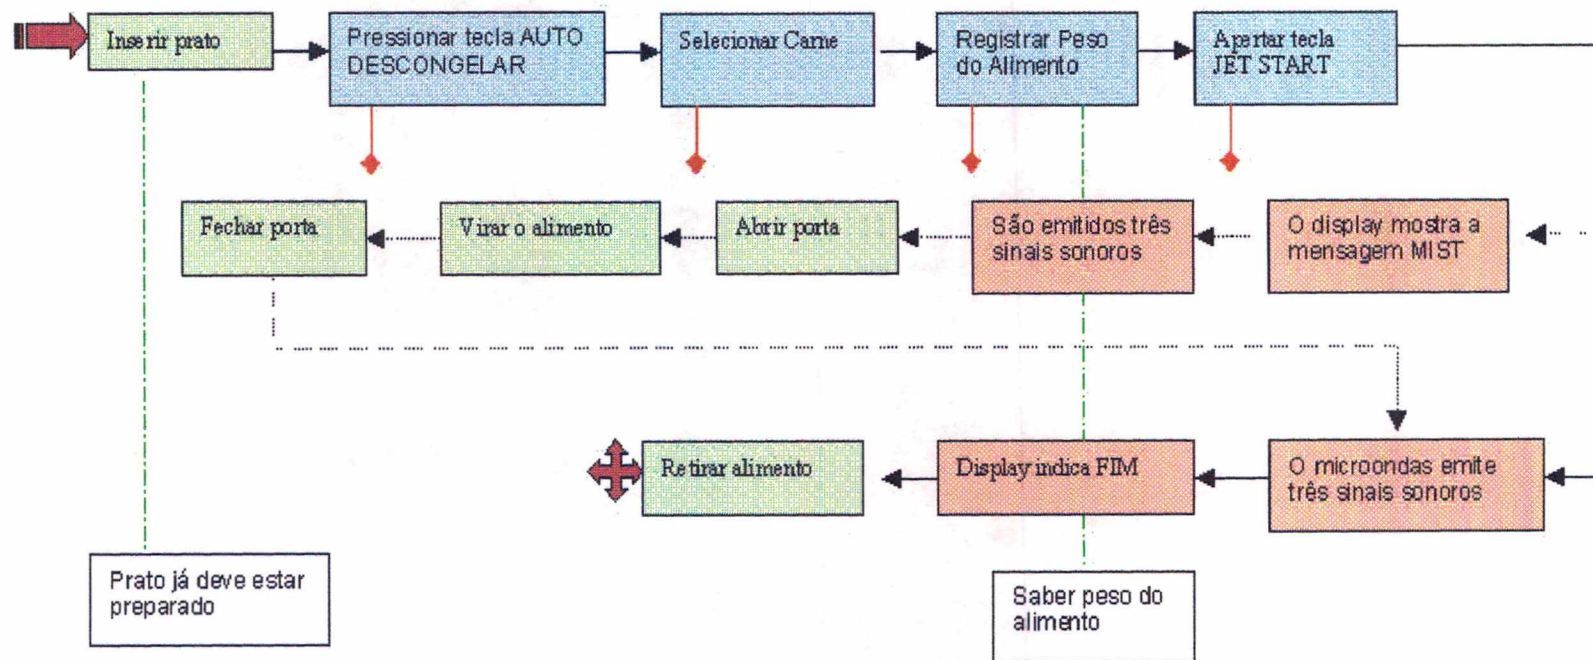 Inserir prato
Pressionar tecla AUTO
DESCONGELAR
Selecionar Carne
Registrar Peso
do Alimento
Apertar tecla
JET START
Fechar porta
Virar o alimento
Abrir porta
São emitidos três
sinais sonoros
O display mostra a
mensagem MIST
Retirar alimento
Display indica FIM
O microondas emite
três sinais sonoros
Prato já deve estar
preparado
Saber peso do
alimento